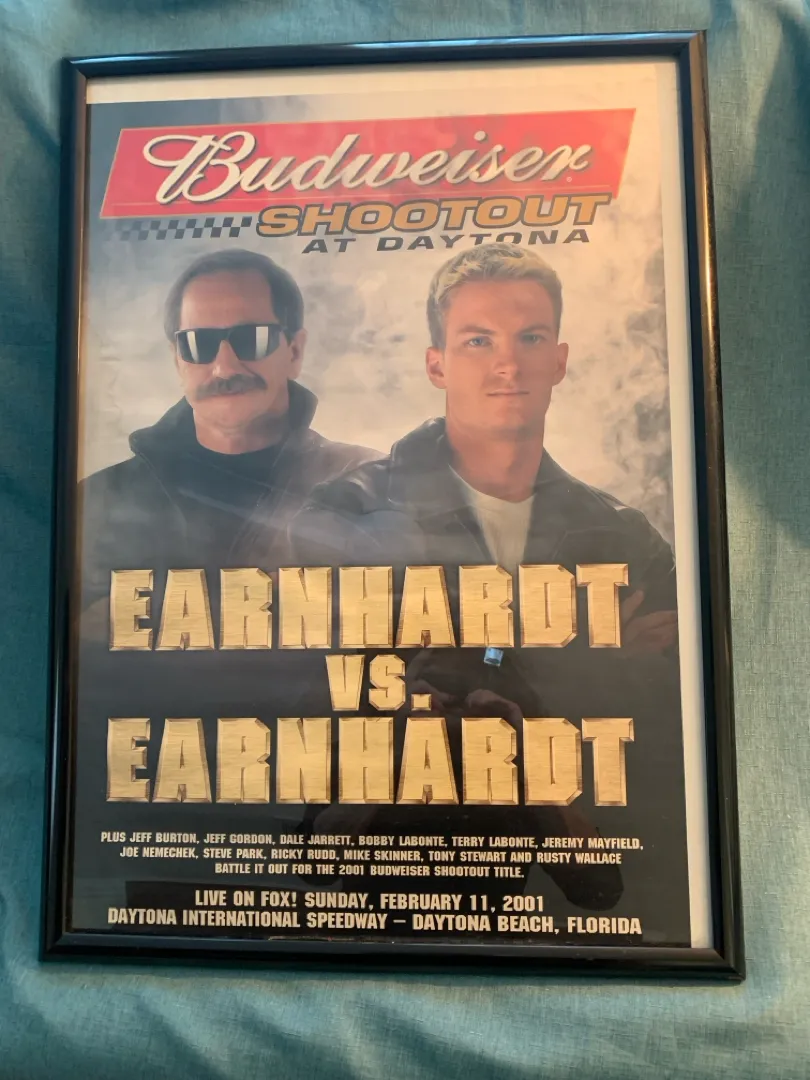 Budweiser
SHOOTOUT
AT DAYTONA
EARNHARDT
VS.
EARNHARDT
PLUS JEFF BURTON, JEFF GORDON, DALE JARRETT, BOBBY LABONTE, TERRY LABONTE, JEREMY MAYFIELD,
JOE NEMECHEK, STEVE PARK, RICKY RUDD, MIKE SKINNER, TONY STEWART AND RUSTY WALLACE
BATTLE IT OUT FOR THE 2001 BUDWEISER SHOOTOUT TITLE.
LIVE ON FOX! SUNDAY, FEBRUARY 11, 2001
DAYTONA INTERNATIONAL SPEEDWAY – DAYTONA BEACH, FLORIDA